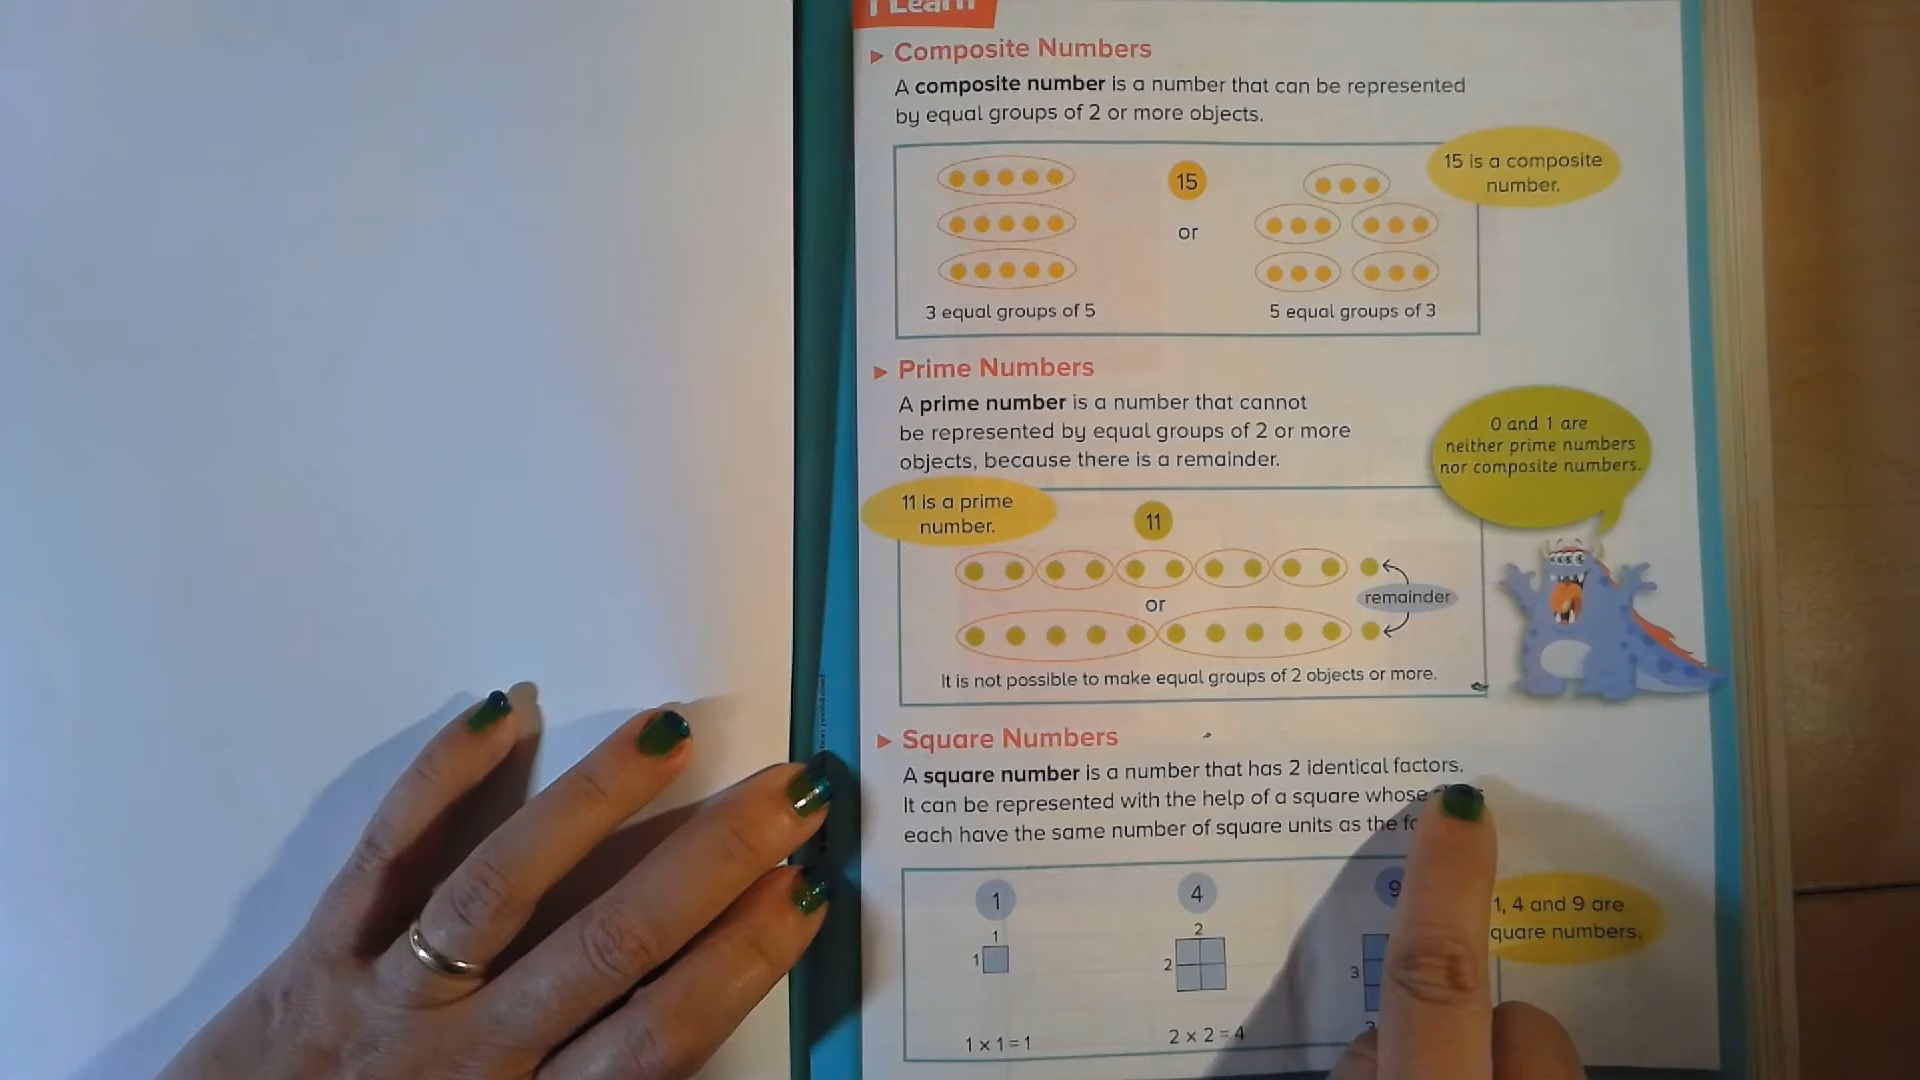 I Learn
Composite Numbers
A composite number is a number that can be represented
by equal groups of 2 or more objects.
15 is a composite
number.
15
or
3 equal groups of 5
5 equal groups of 3
Prime Numbers
A prime number is a number that cannot
be represented by equal groups of 2 or more
objects, because there is a remainder.
0 and 1 are
neither prime numbers
nor composite numbers.
11 is a prime
number.
11
remainder
or
It is not possible to make equal groups of 2 objects or more.
Square Numbers
A square number is a number that has 2 identical factors.
It can be represented with the help of a square whose
each have the same number of square units as the
1
4
9
1, 4 and 9 are
quare numbers.
1
2
1
2
3
1 x 1 = 1
2 x 2 = 4